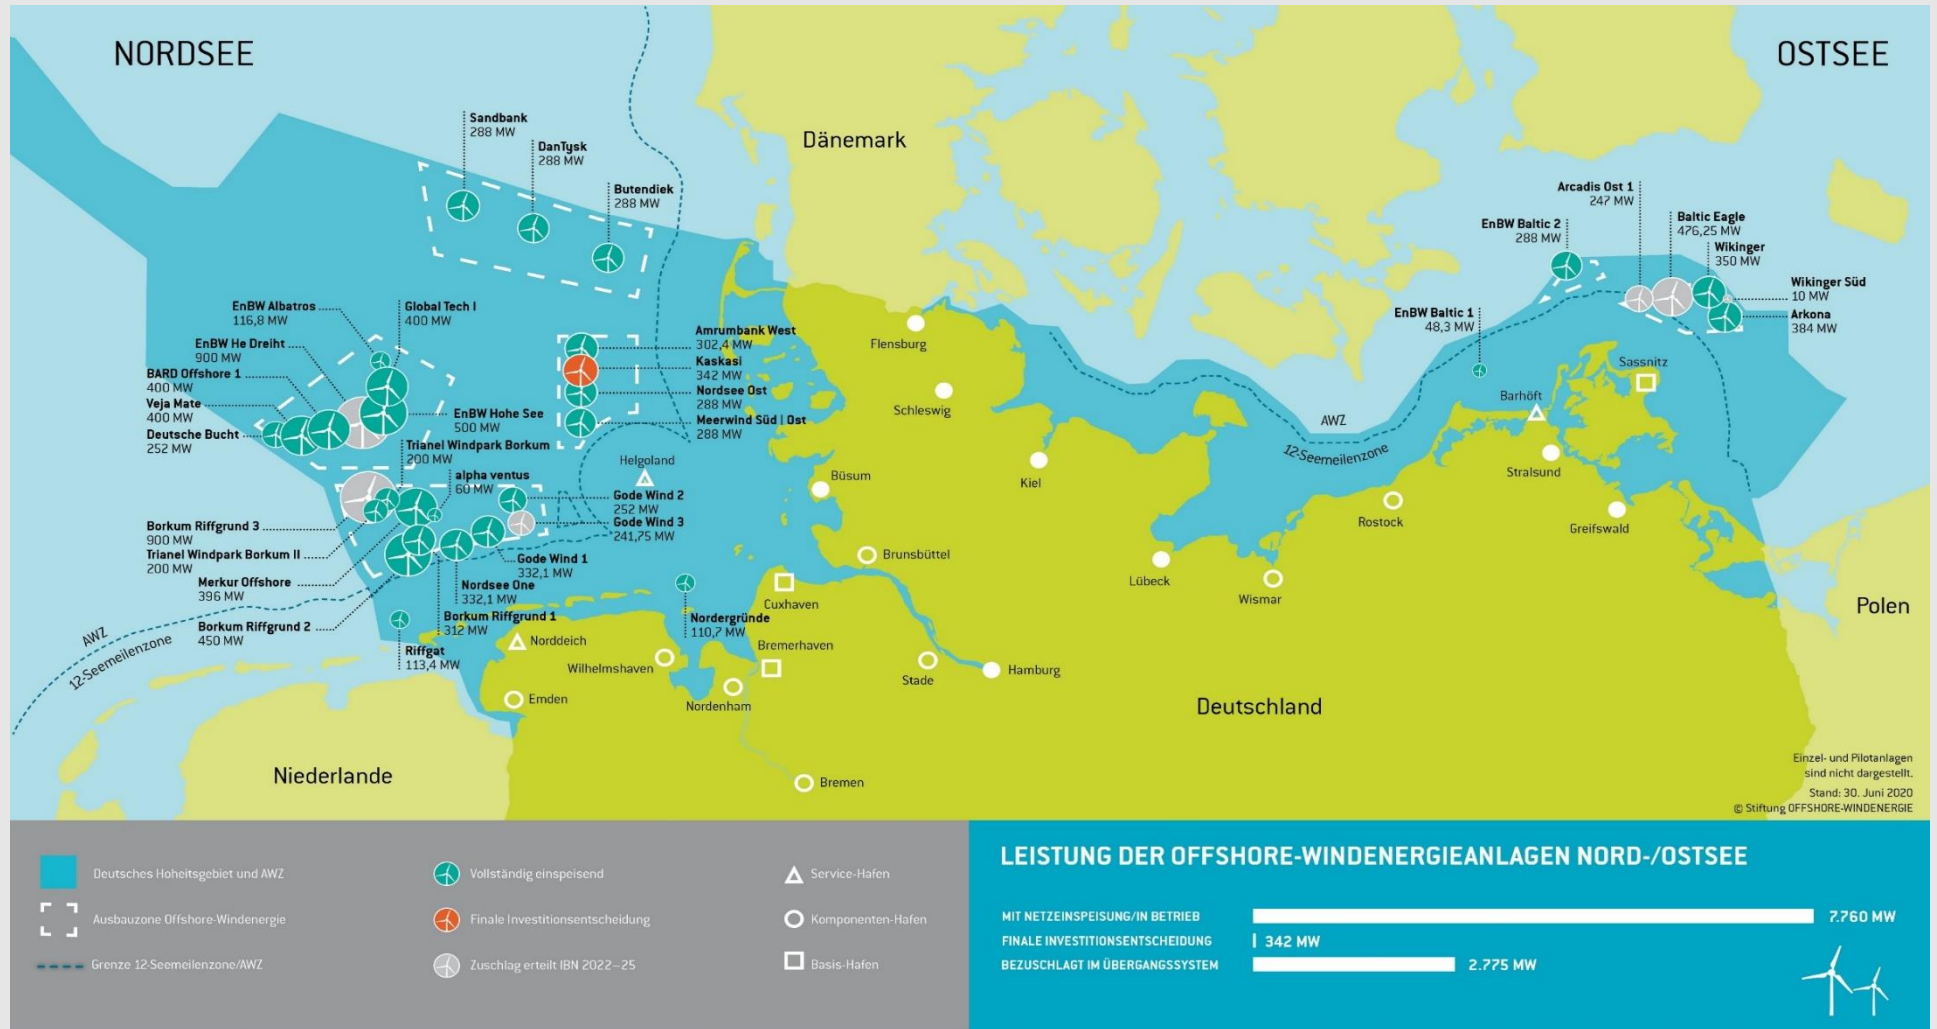 NORDSEE
OSTSEE
Dänemark
Sandbank
288 MW
DanTysk
288 MW
Butendiek
288 MW
EnBW Albatros
116,8 MW
Global Tech I
400 MW
EnBW He Dreiht
900 MW
BARD Offshore 1
400 MW
Veja Mate
400 MW
Deutsche Bucht
252 MW
EnBW Hohe See
500 MW
Trianel Windpark Borkum
200 MW
alpha ventus
60 MW
Gode Wind 2
252 MW
Gode Wind 3
241,75 MW
Borkum Riffgrund 3
900 MW
Trianel Windpark Borkum II
200 MW
Merkur Offshore
396 MW
Borkum Riffgrund 2
450 MW
Gode Wind 1
332,1 MW
Nordsee One
332,1 MW
Borkum Riffgrund 1
312 MW
Riffgat
113,4 MW
Nordergründe
110,7 MW
Amrumbank West
302,4 MW
Kaskasi
342 MW
Nordsee Ost
288 MW
Meerwind Süd | Ost
288 MW
Helgoland
AWZ
12-Seemeilenzone
Arcadis Ost 1
247 MW
EnBW Baltic 2
288 MW
Baltic Eagle
476,25 MW
Wikinger
350 MW
Wikinger Süd
10 MW
Arkona
384 MW
EnBW Baltic 1
48,3 MW
AWZ
12-Seemeilenzone
Flensburg
Schleswig
Kiel
Büsum
Brunsbüttel
Cuxhaven
Bremerhaven
Norddeich
Wilhelmshaven
Emden
Nordenham
Stade
Hamburg
Bremen
Lübeck
Wismar
Rostock
Barhöft
Sassnitz
Stralsund
Greifswald
Niederlande
Deutschland
Polen
Einzel- und Pilotanlagen
sind nicht dargestellt.
Stand: 30. Juni 2020
© Stiftung OFFSHORE-WINDENERGIE
Deutsches Hoheitsgebiet und AWZ
Ausbauzone Offshore-Windenergie
Grenze 12-Seemeilenzone/AWZ
Vollständig einspeisend
Finale Investitionsentscheidung
Zuschlag erteilt IBN 2022–25
Service-Hafen
Komponenten-Hafen
Basis-Hafen
LEISTUNG DER OFFSHORE-WINDENERGIEANLAGEN NORD-/OSTSEE
MIT NETZEINSPEISUNG/IN BETRIEB 7.760 MW
FINALE INVESTITIONSENTSCHEIDUNG 342 MW
BEZUSCHLAGT IM ÜBERGANGSSYSTEM 2.775 MW